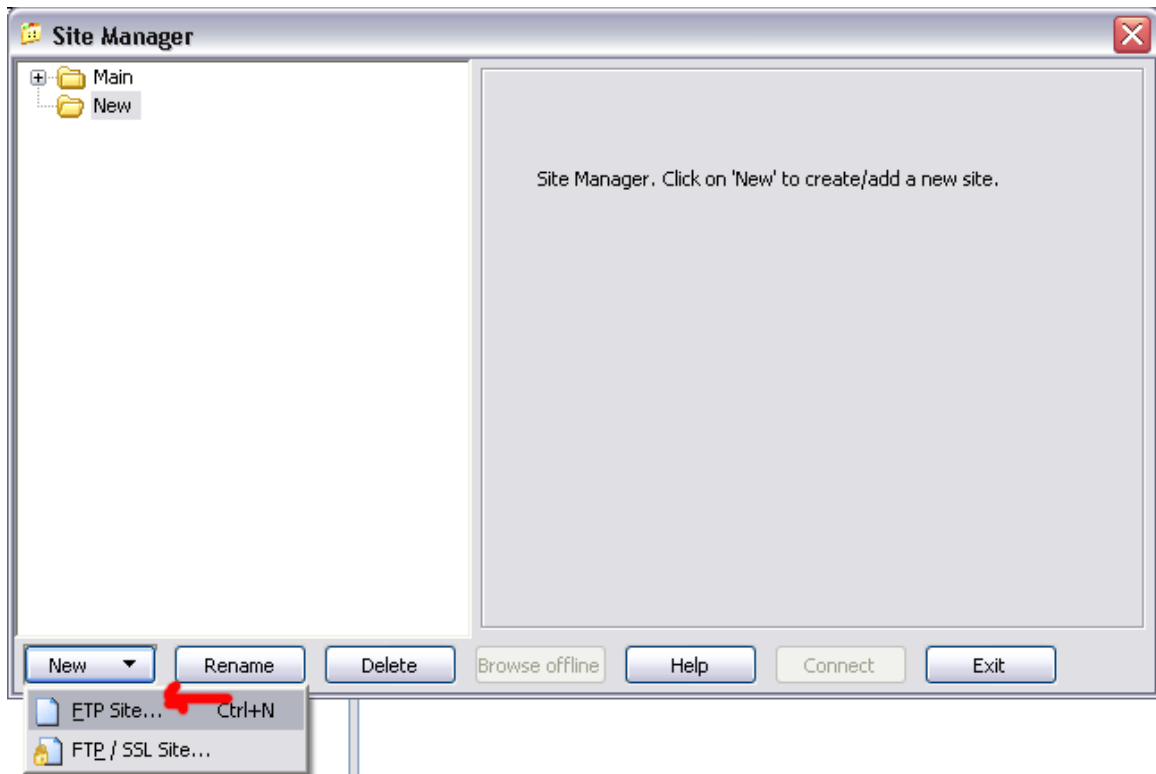 Site Manager
Main
New
Site Manager. Click on 'New' to create/add a new site.
New Rename Delete Browse offline Help Connect Exit
FTP Site... Ctrl+N
FTP / SSL Site...